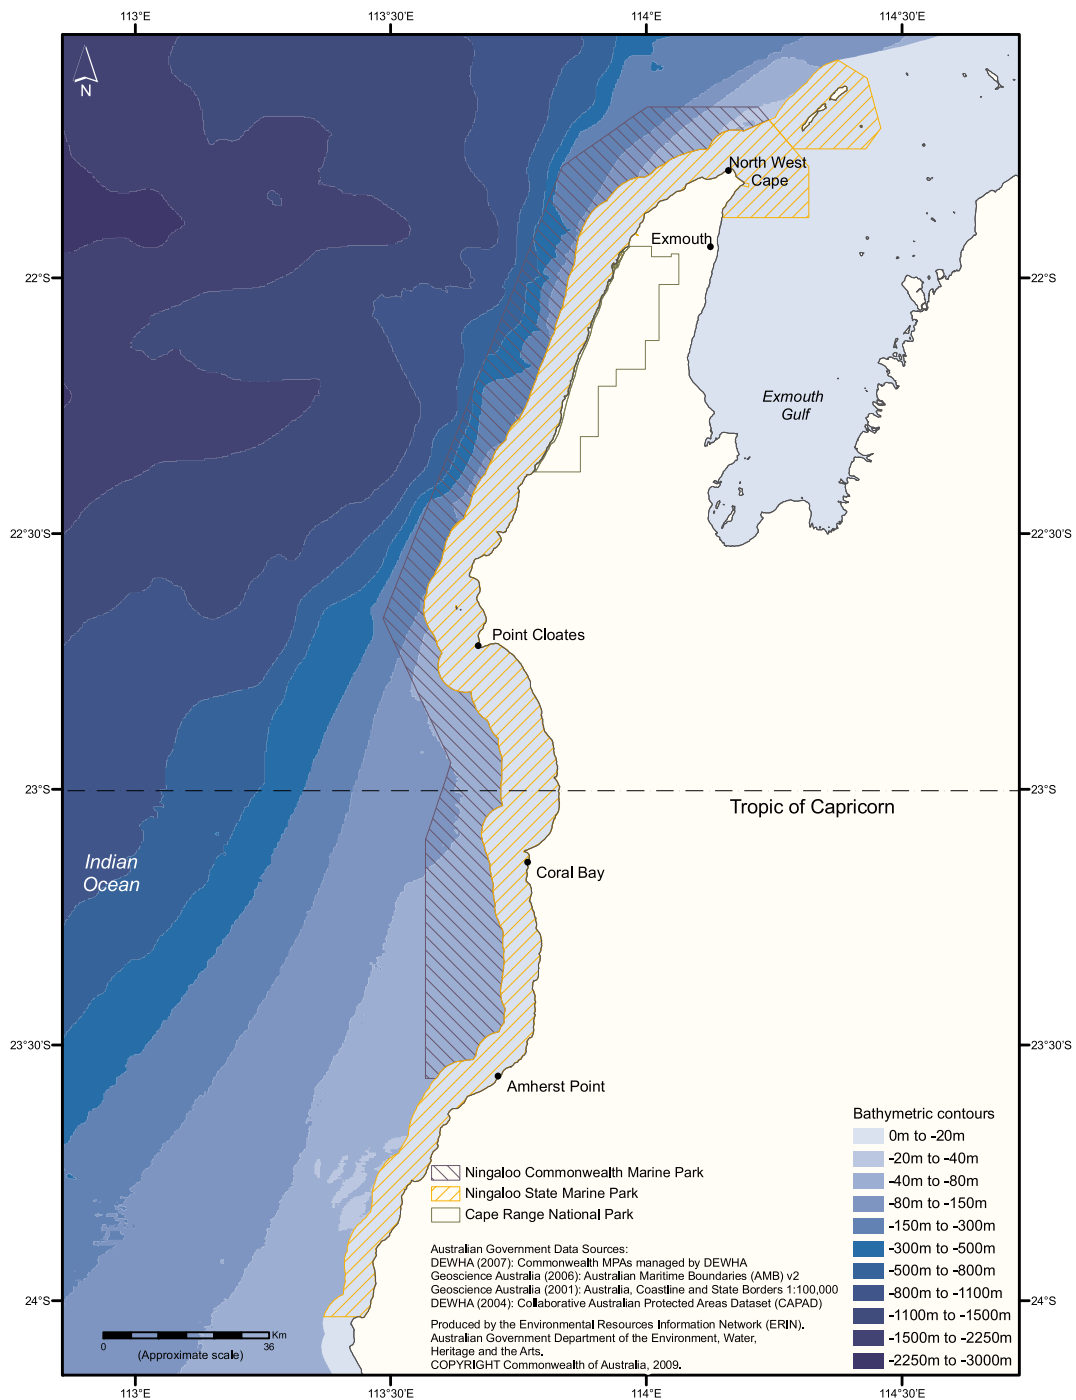 113°E
113°30'E
114°E
114°30'E
N
North West
Cape
Exmouth
22°S
22°S
Exmouth
Gulf
22°30'S
22°30'S
Point Cloates
23°S
23°S
Tropic of Capricorn
Indian
Ocean
Coral Bay
23°30'S
23°30'S
Amherst Point
Bathymetric contours
0m to -20m
-20m to -40m
-40m to -80m
-80m to -150m
-150m to -300m
-300m to -500m
-500m to -800m
-800m to -1100m
-1100m to -1500m
-1500m to -2250m
-2250m to -3000m
Ningaloo Commonwealth Marine Park
Ningaloo State Marine Park
Cape Range National Park
Australian Government Data Sources:
DEWHA (2007): Commonwealth MPAs managed by DEWHA
Geoscience Australia (2006): Australian Maritime Boundaries (AMB) v2
Geoscience Australia (2001): Australia, Coastline and State Borders 1:100,000
DEWHA (2004): Collaborative Australian Protected Areas Dataset (CAPAD)
Produced by the Environmental Resources Information Network (ERIN).
Australian Government Department of the Environment, Water,
Heritage and the Arts.
COPYRIGHT Commonwealth of Australia, 2009.
24°S
24°S
Km
0 36
(Approximate scale)
113°E
113°30'E
114°E
114°30'E